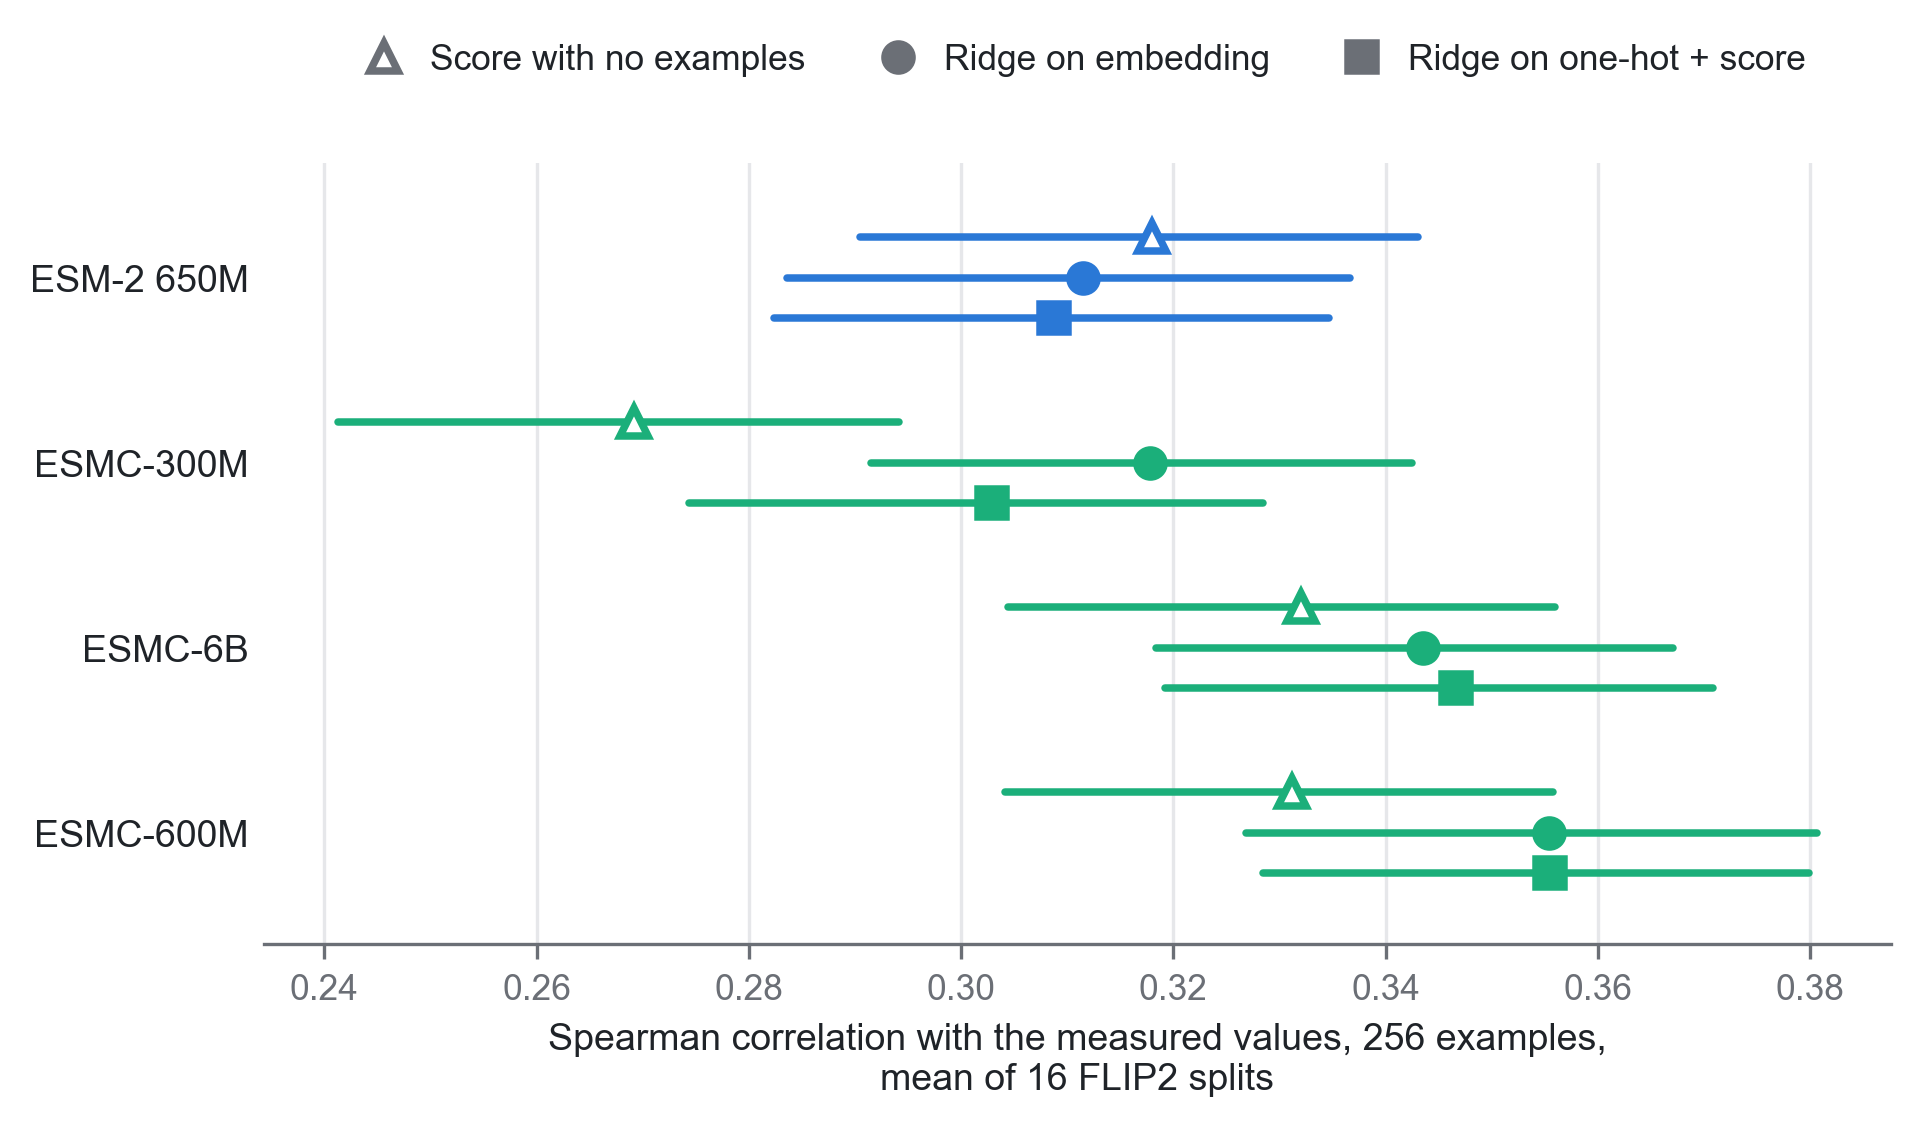 Score with no examples
Ridge on embedding
Ridge on one-hot + score
ESM-2 650M
ESMC-300M
ESMC-6B
ESMC-600M
0.24 0.26 0.28 0.30 0.32 0.34 0.36 0.38
Spearman correlation with the measured values, 256 examples,
mean of 16 FLIP2 splits